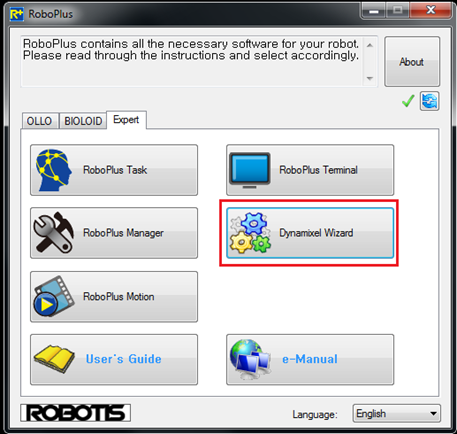 R+ RoboPlus
RoboPlus contains all the necessary software for your robot.
Please read through the instructions and select accordingly.
About
OLLO BIOLOID Expert
RoboPlus Task
RoboPlus Terminal
RoboPlus Manager
Dynamixel Wizard
RoboPlus Motion
User's Guide
e-Manual
ROBOTIS
Language: English